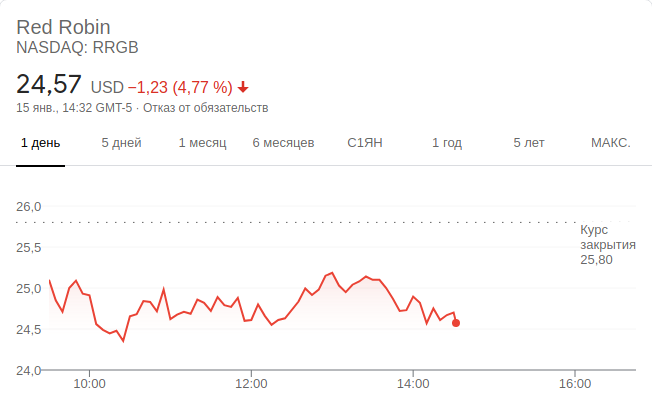 Red Robin
NASDAQ: RRGB
24,57 USD −1,23 (4,77 %)
15 янв., 14:32 GMT-5 · Отказ от обязательств
1 день 5 дней 1 месяц 6 месяцев С1ЯН 1 год 5 лет МАКС.
26,0
Курс
закрытия
25,80
25,5
25,0
24,5
24,0
10:00 12:00 14:00 16:00